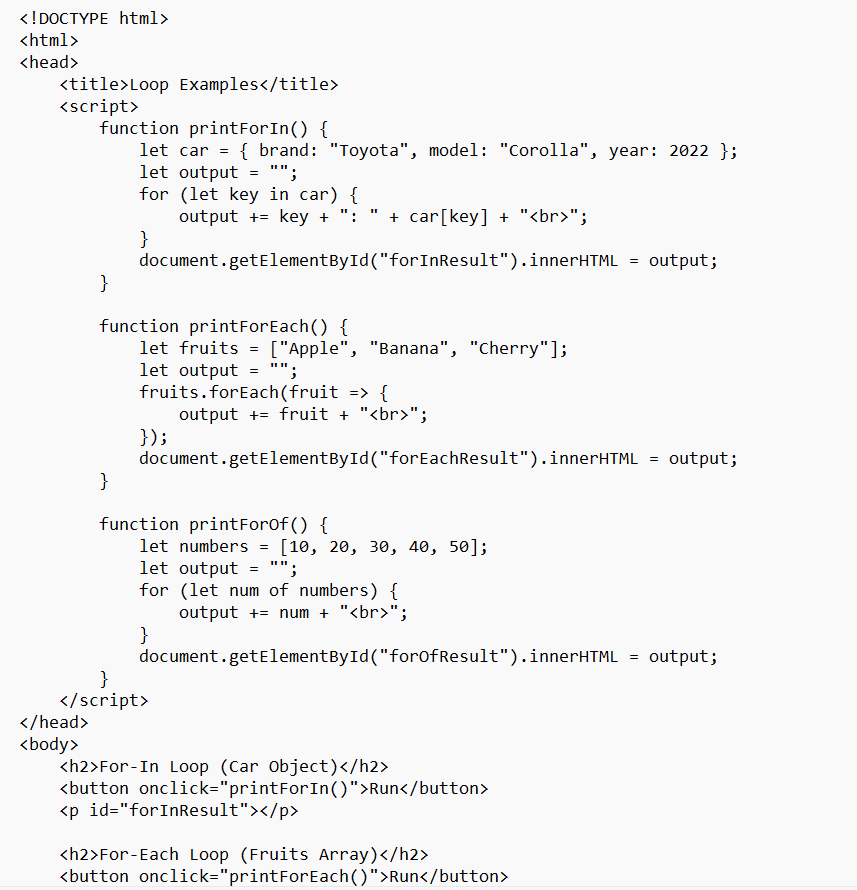 <!DOCTYPE html>
<html>
<head>
    <title>Loop Examples</title>
    <script>
        function printForIn() {
            let car = { brand: "Toyota", model: "Corolla", year: 2022 };
            let output = "";
            for (let key in car) {
                output += key + ": " + car[key] + "<br>";
            }
            document.getElementById("forInResult").innerHTML = output;
        }

        function printForEach() {
            let fruits = ["Apple", "Banana", "Cherry"];
            let output = "";
            fruits.forEach(fruit => {
                output += fruit + "<br>";
            });
            document.getElementById("forEachResult").innerHTML = output;
        }

        function printForOf() {
            let numbers = [10, 20, 30, 40, 50];
            let output = "";
            for (let num of numbers) {
                output += num + "<br>";
            }
            document.getElementById("forOfResult").innerHTML = output;
        }
    </script>
</head>
<body>
    <h2>For-In Loop (Car Object)</h2>
    <button onclick="printForIn()">Run</button>
    <p id="forInResult"></p>

    <h2>For-Each Loop (Fruits Array)</h2>
    <button onclick="printForEach()">Run</button>